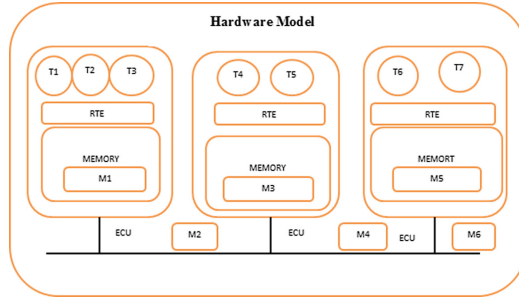 Hardware Model
T1 T2 T3 T4 T5 T6 T7
RTE RTE RTE
MEMORY MEMORY MEMORT
M1 M3 M5
ECU M2 ECU M4 ECU M6